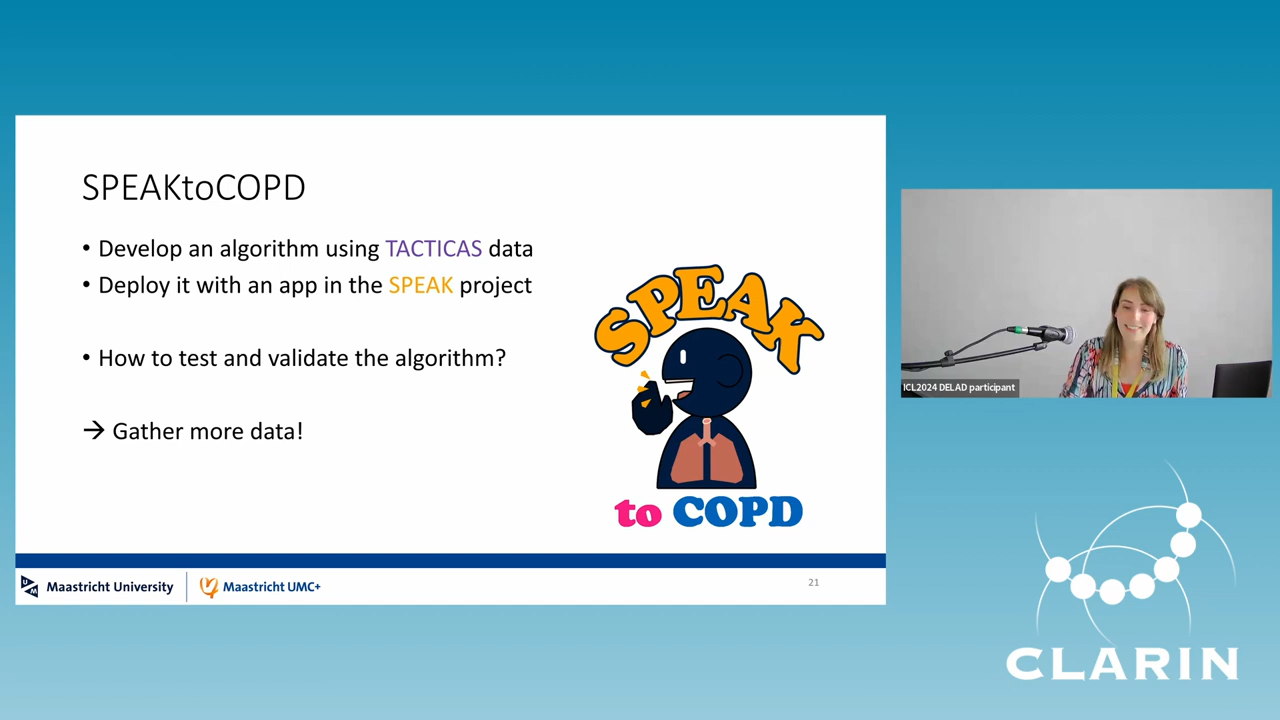 SPEAKtoCOPD
• Develop an algorithm using TACTICAS data
• Deploy it with an app in the SPEAK project
• How to test and validate the algorithm?
→ Gather more data!
SPEAK
to COPD
UM
Maastricht University
Maastricht UMC+
21
ICL2024 DELAD participant
CLARIN